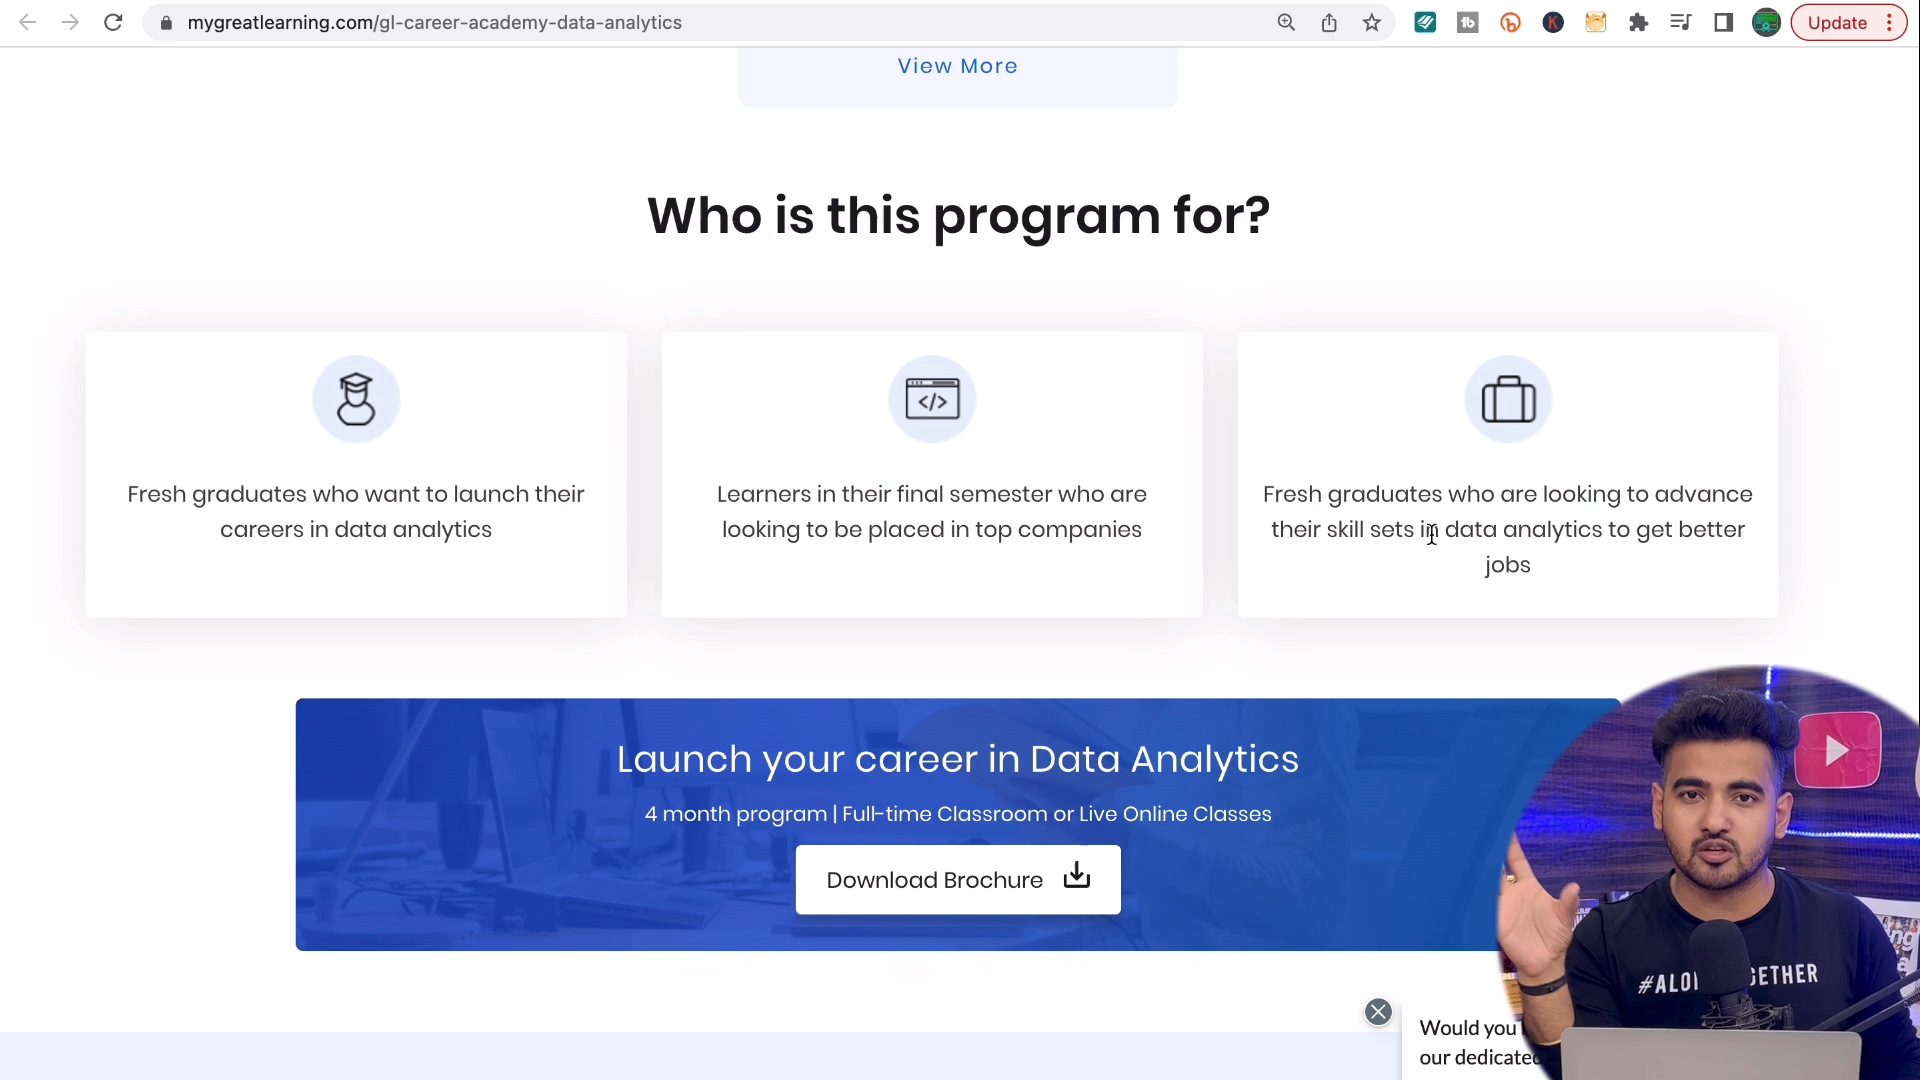 mygreatlearning.com/gl-career-academy-data-analytics
Update
View More
Who is this program for?
Fresh graduates who want to launch their
careers in data analytics
Learners in their final semester who are
looking to be placed in top companies
Fresh graduates who are looking to advance
their skill sets in data analytics to get better
jobs
Launch your career in Data Analytics
4 month program | Full-time Classroom or Live Online Classes
Download Brochure
Would you
our dedicated